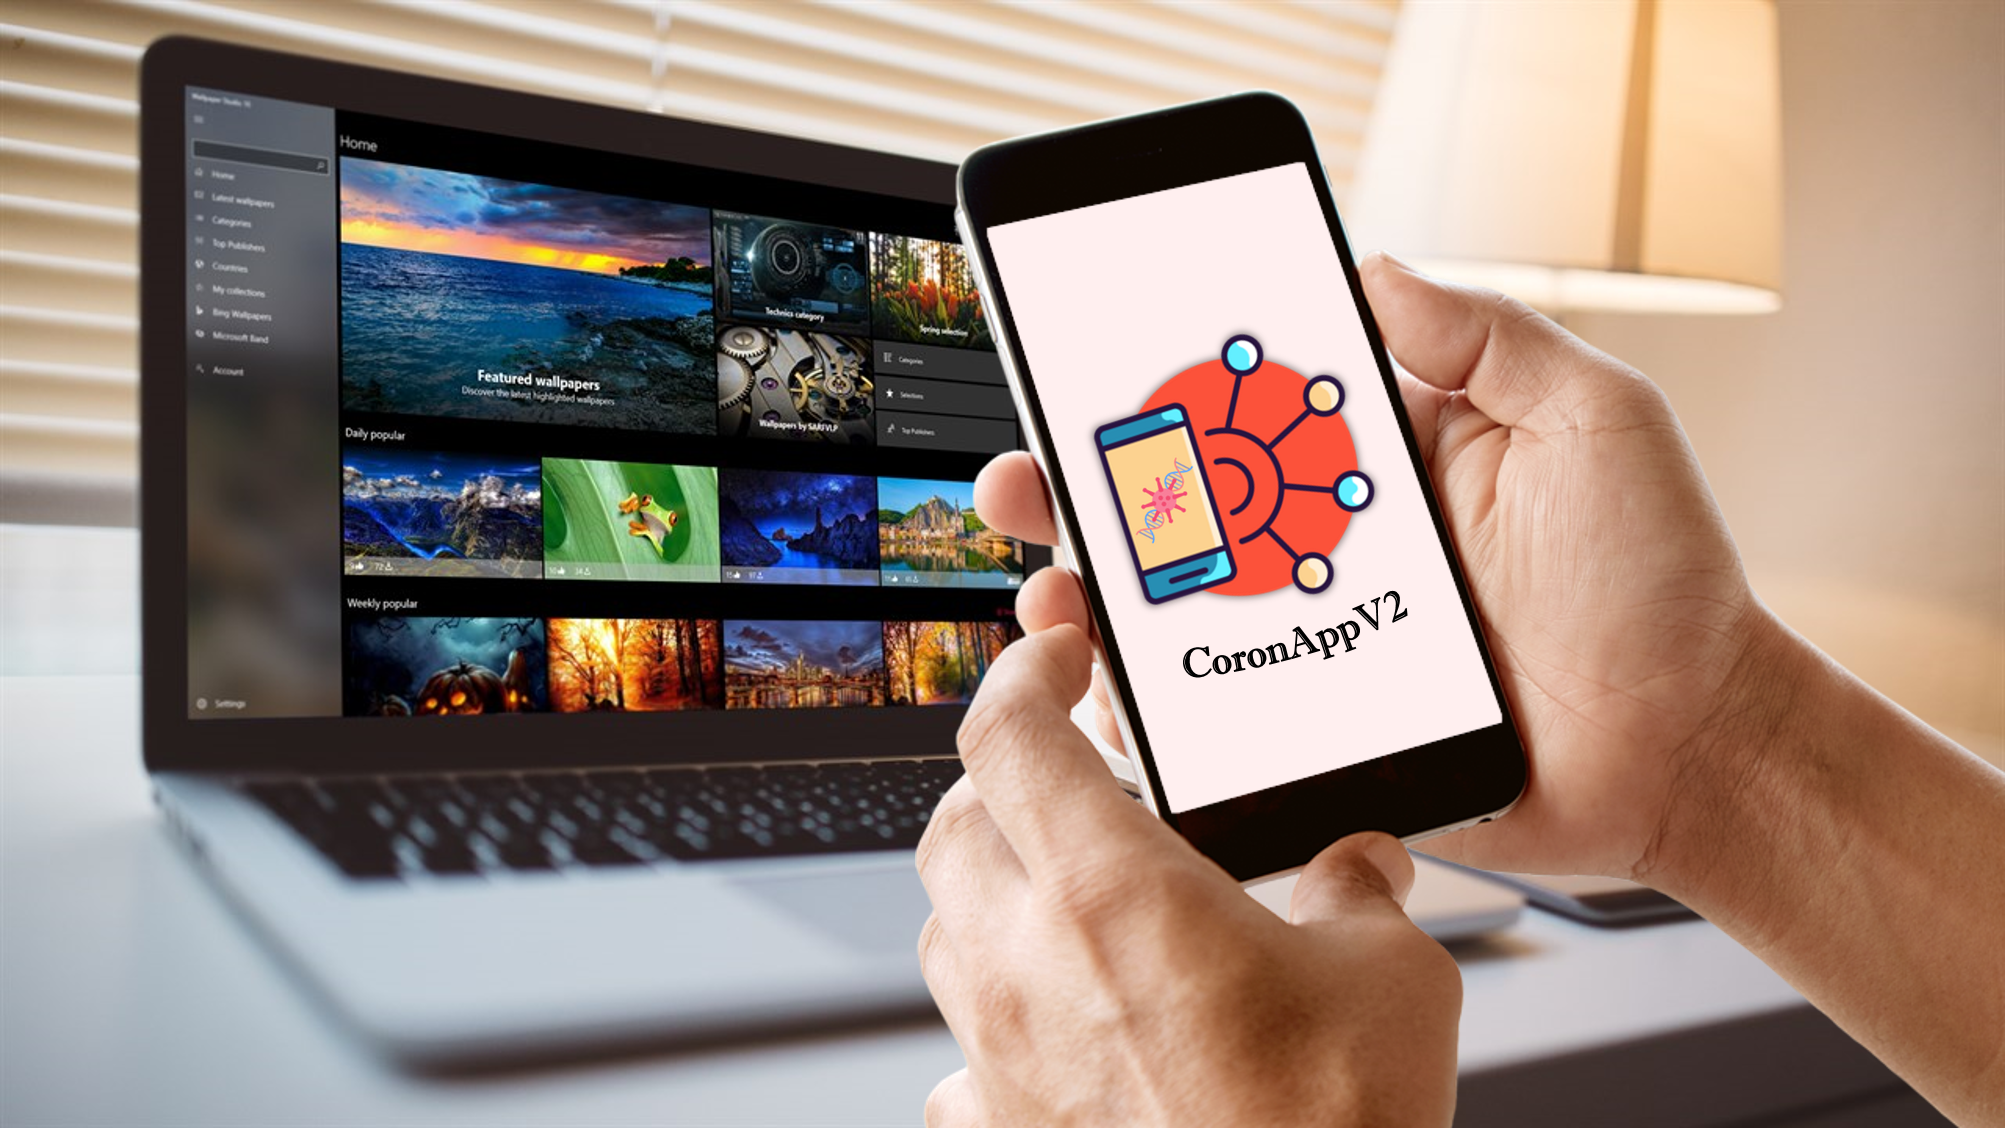 Wallpaper Studio 10
Home
Latest wallpapers
Categories
Top Publishers
Countries
My collections
Bing Wallpapers
Microsoft Band
Account
Settings
Home
Featured wallpapers
Discover the latest highlighted wallpapers
Technics category
Spring selection
Wallpapers by SARIVLP
Categories
Selections
Top Publishers
Daily popular
Weekly popular
CoronAppV2